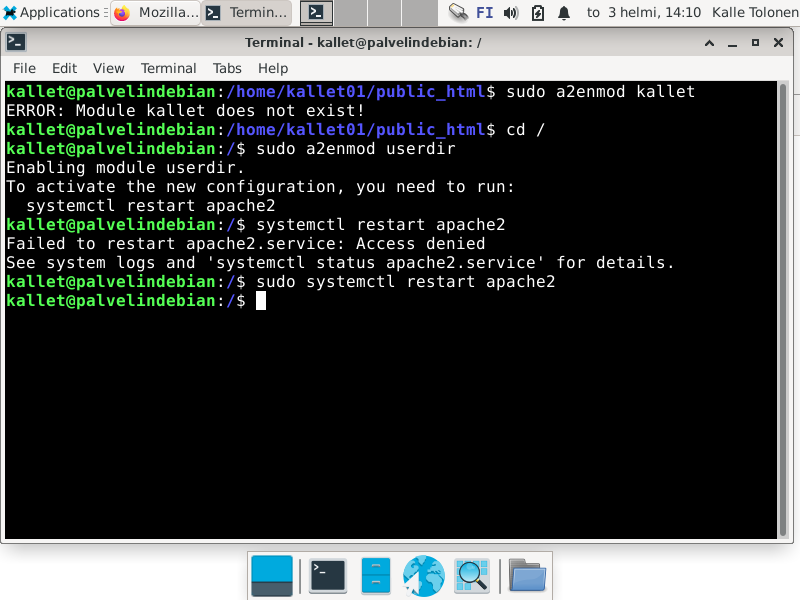 Applications Mozilla... Termin... FI to 3 helmi, 14:10 Kalle Tolonen
Terminal - kallet@palvelindebian: /
File Edit View Terminal Tabs Help
kallet@palvelindebian:/home/kallet01/public_html$ sudo a2enmod kallet
ERROR: Module kallet does not exist!
kallet@palvelindebian:/home/kallet01/public_html$ cd /
kallet@palvelindebian:/$ sudo a2enmod userdir
Enabling module userdir.
To activate the new configuration, you need to run:
  systemctl restart apache2
kallet@palvelindebian:/$ systemctl restart apache2
Failed to restart apache2.service: Access denied
See system logs and 'systemctl status apache2.service' for details.
kallet@palvelindebian:/$ sudo systemctl restart apache2
kallet@palvelindebian:/$